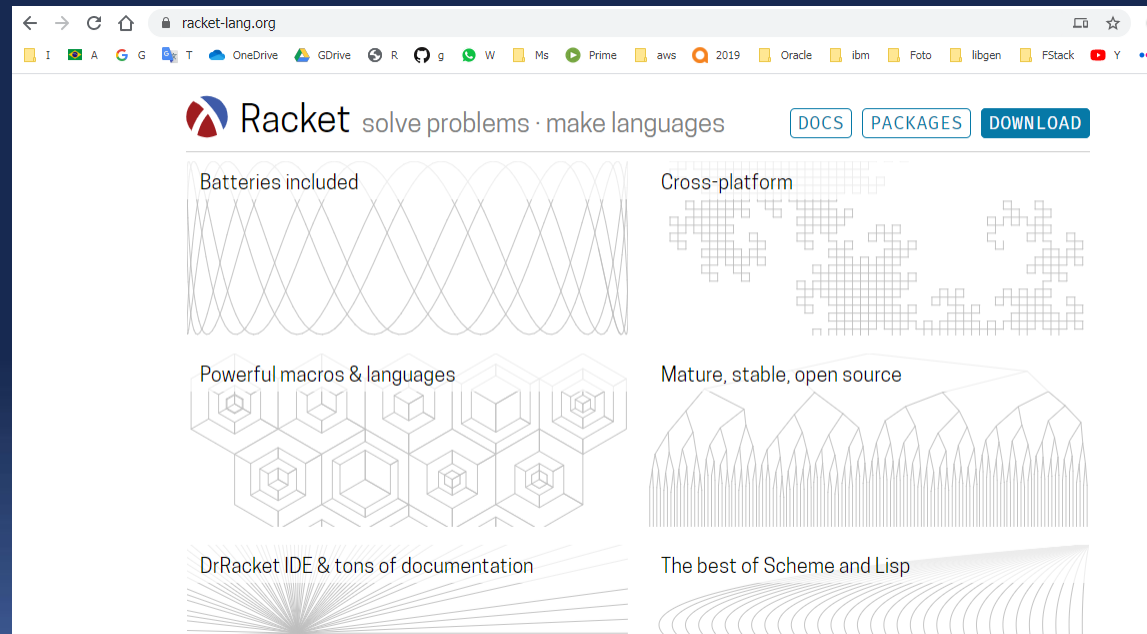 racket-lang.org
I A G G T OneDrive GDrive R g W Ms Prime aws 2019 Oracle ibm Foto libgen FStack Y
Racket solve problems · make languages DOCS PACKAGES DOWNLOAD
Batteries included Cross-platform
Powerful macros & languages Mature, stable, open source
DrRacket IDE & tons of documentation The best of Scheme and Lisp